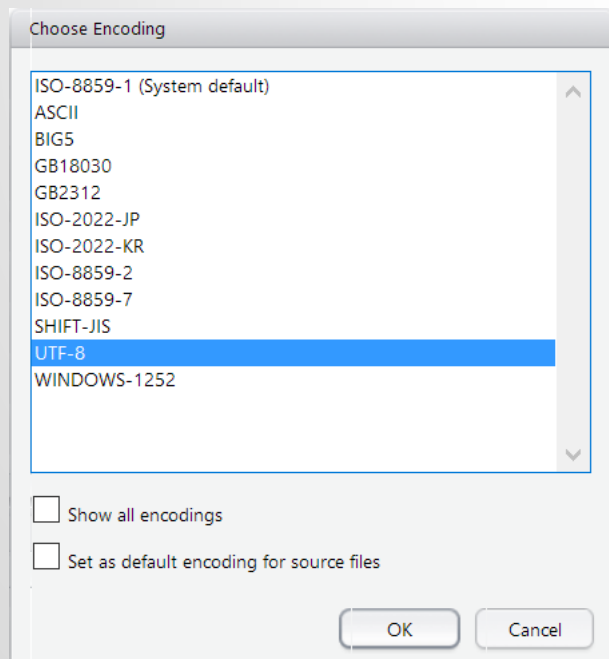 Choose Encoding
ISO-8859-1 (System default)
ASCII
BIG5
GB18030
GB2312
ISO-2022-JP
ISO-2022-KR
ISO-8859-2
ISO-8859-7
SHIFT-JIS
UTF-8
WINDOWS-1252
Show all encodings
Set as default encoding for source files
OK Cancel